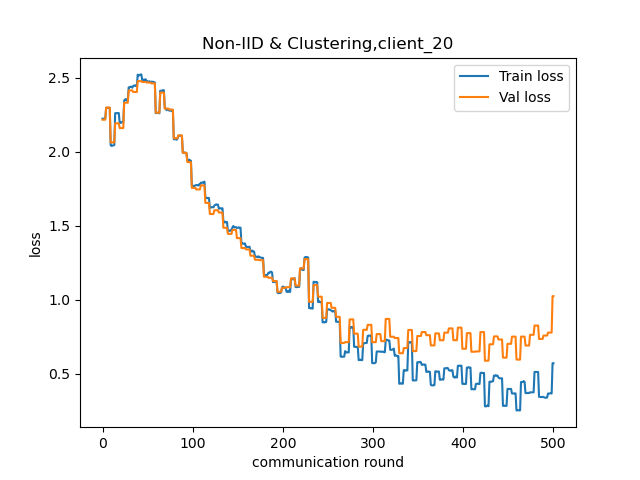 Non-IID & Clustering,client_20
Train loss
Val loss
2.5
2.0
1.5
1.0
0.5
loss
0
100
200
300
400
500
communication round